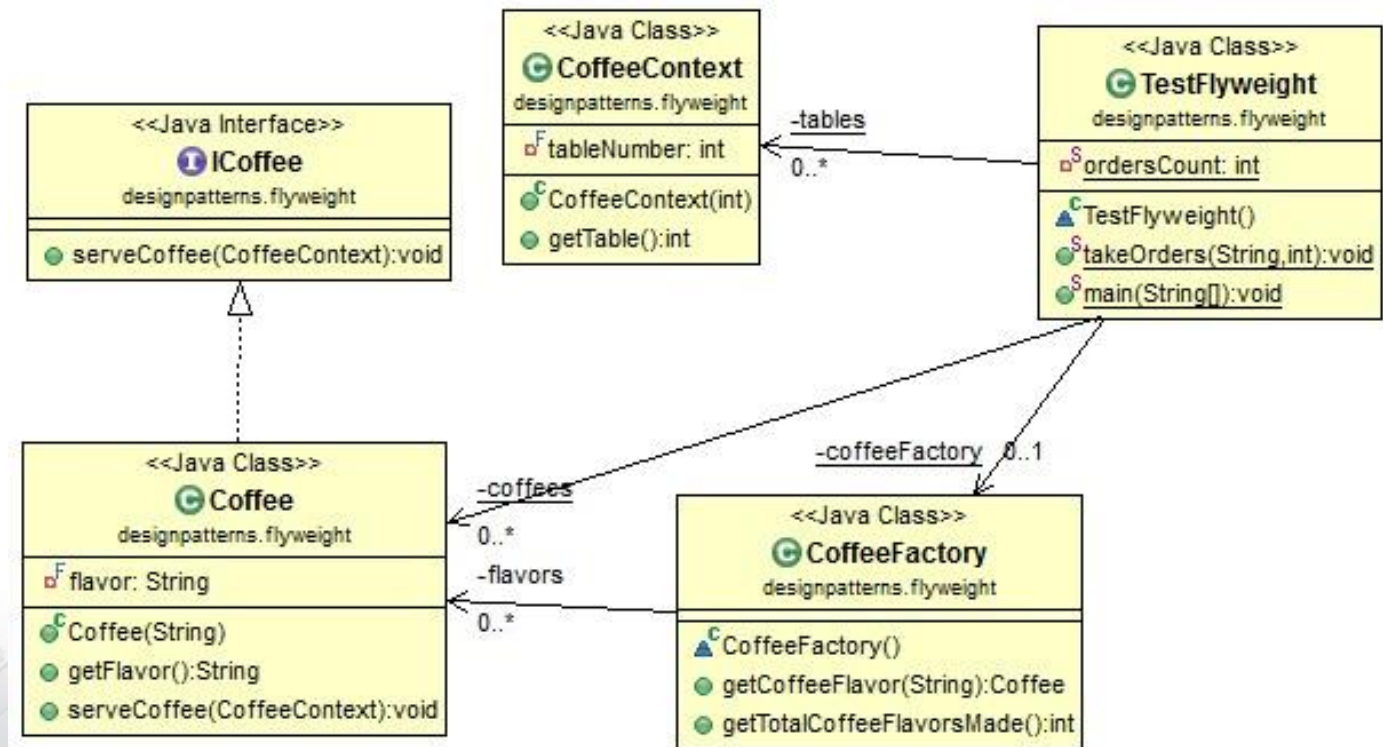 <<Java Interface>>
ICoffee
designpatterns.flyweight
serveCoffee(CoffeeContext):void
<<Java Class>>
CoffeeContext
designpatterns.flyweight
F tableNumber: int
C CoffeeContext(int)
getTable():int
-tables
0..*
<<Java Class>>
C TestFlyweight
designpatterns.flyweight
S ordersCount: int
C TestFlyweight()
S takeOrders(String,int):void
S main(String[]):void
<<Java Class>>
C Coffee
designpatterns.flyweight
F flavor: String
C Coffee(String)
getFlavor():String
serveCoffee(CoffeeContext):void
-coffees
0..*
-flavors
0..*
-coffeeFactory 0..1
<<Java Class>>
C CoffeeFactory
designpatterns.flyweight
C CoffeeFactory()
getCoffeeFlavor(String):Coffee
getTotalCoffeeFlavorsMade():int